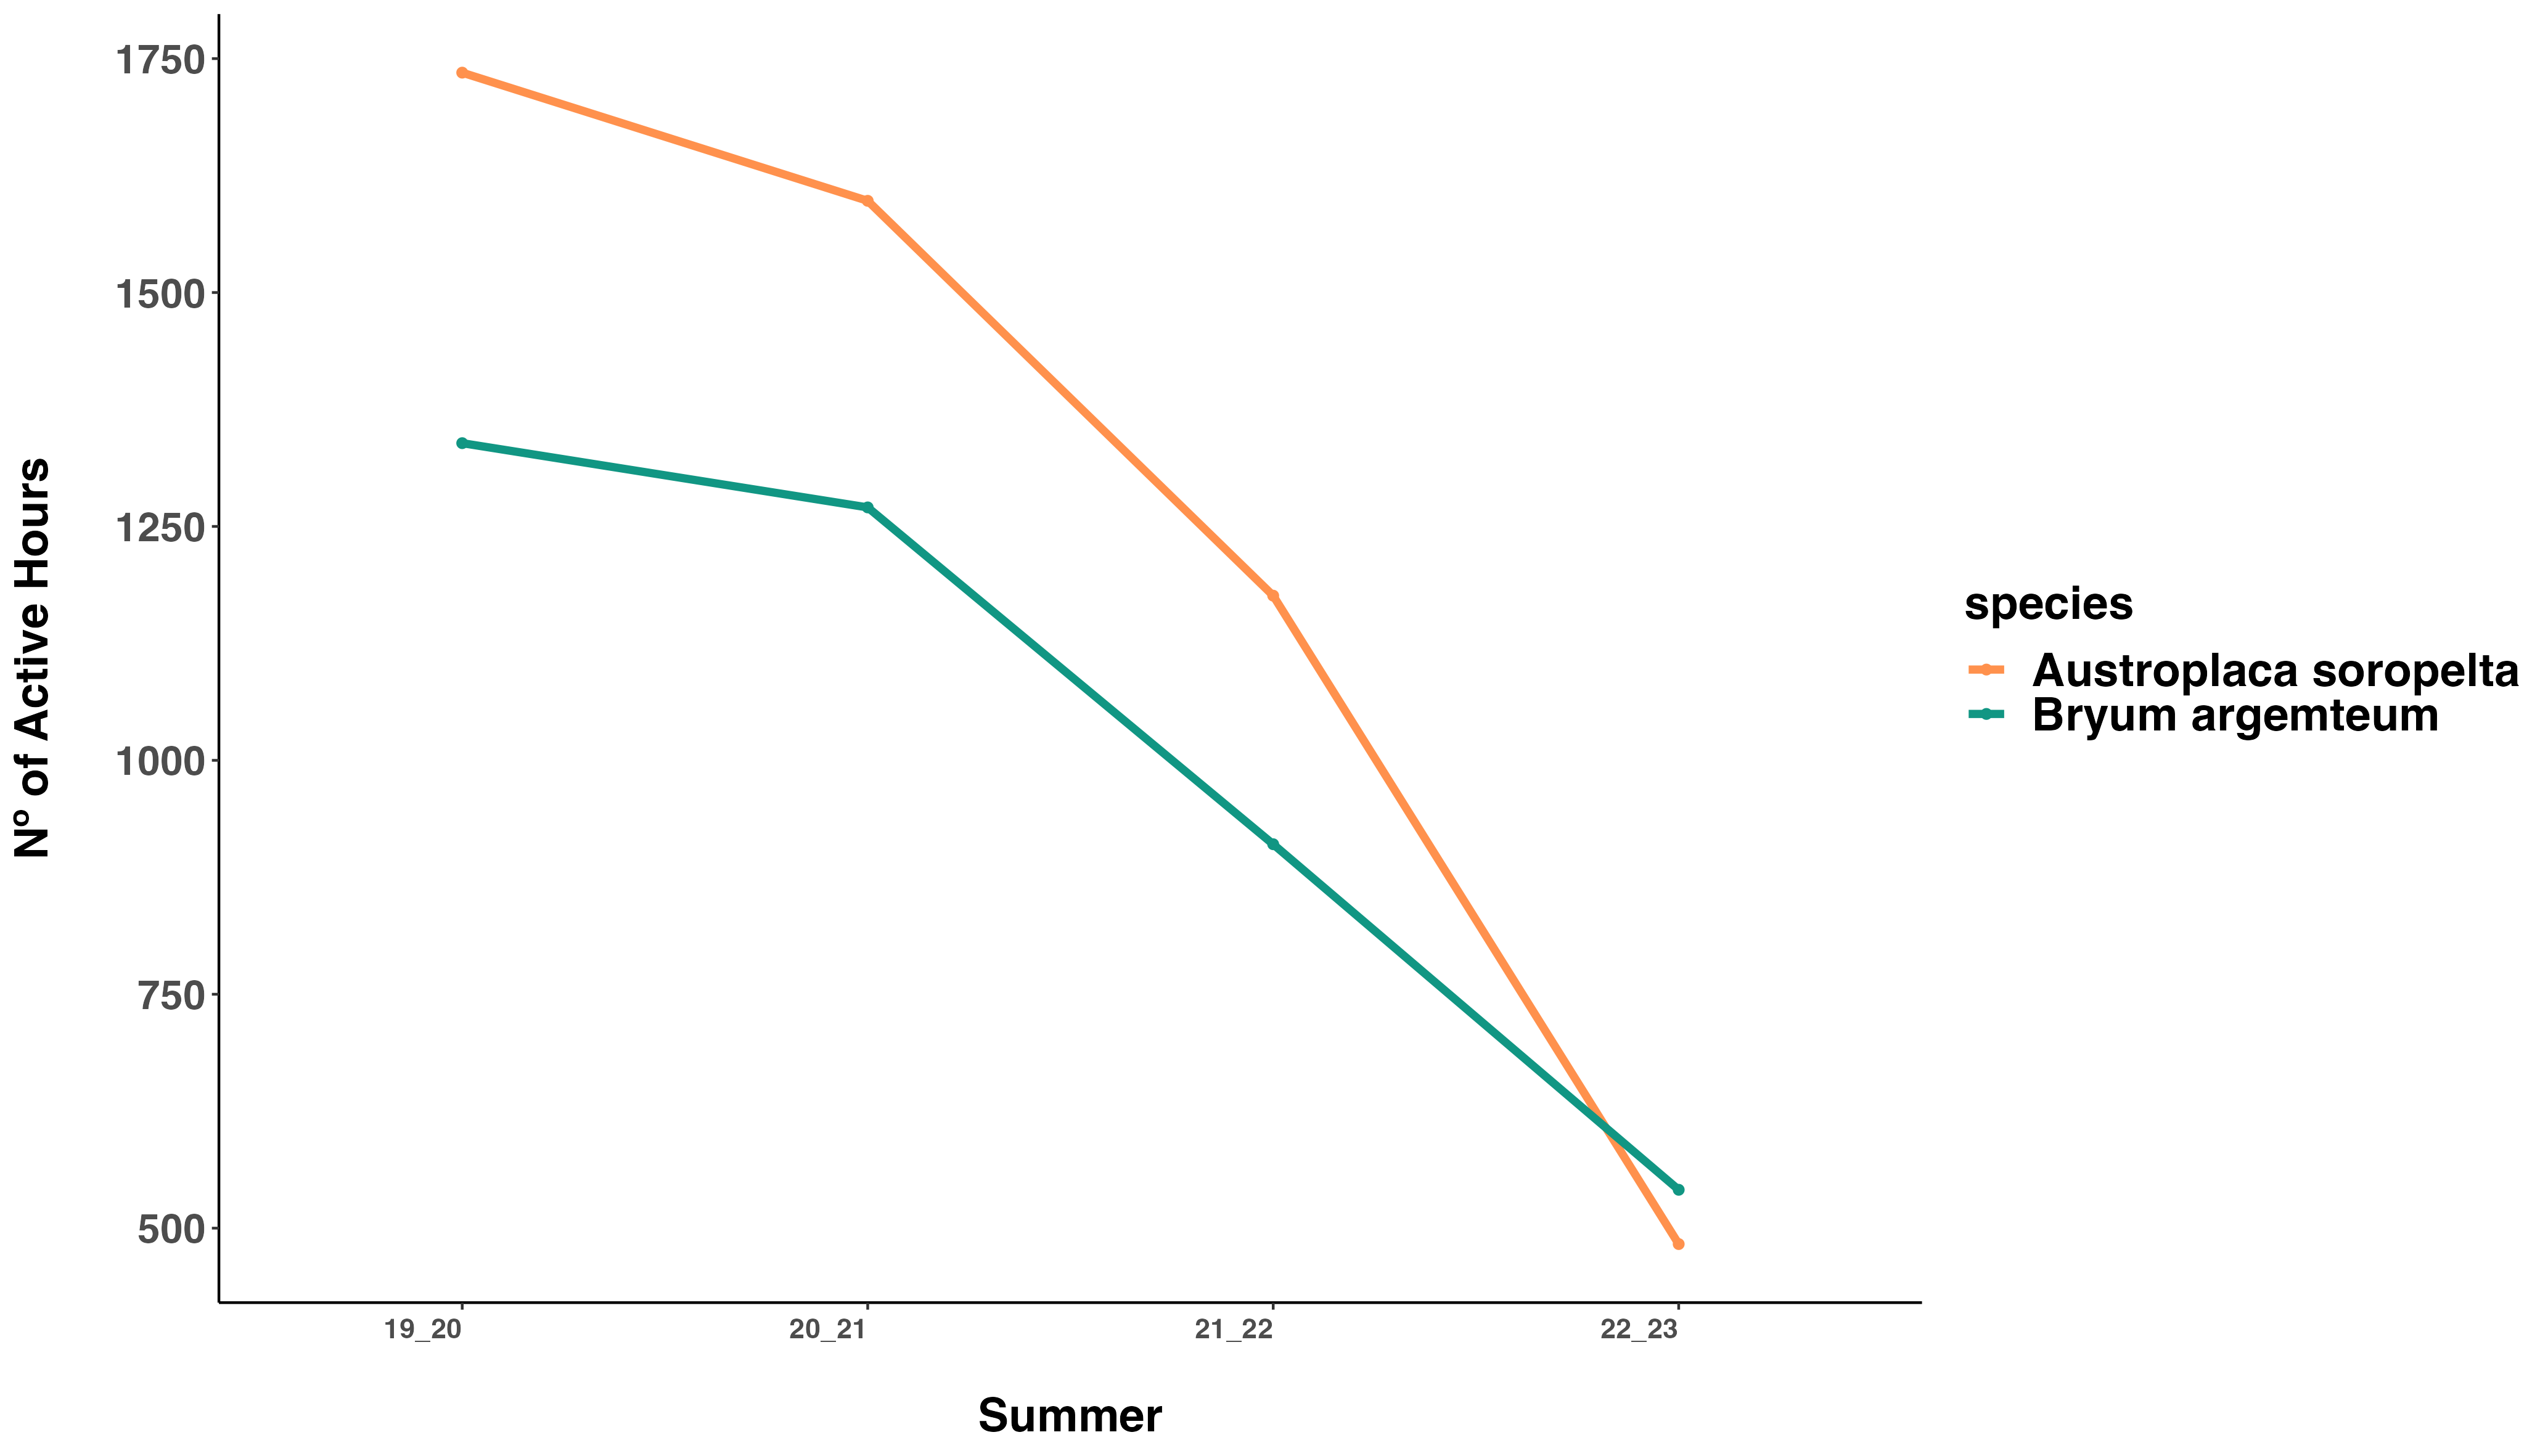 1750
1500
1250
1000
750
500
Nº of Active Hours
19_20
20_21
21_22
22_23
Summer
species
Austroplaca soropelta
Bryum argemteum